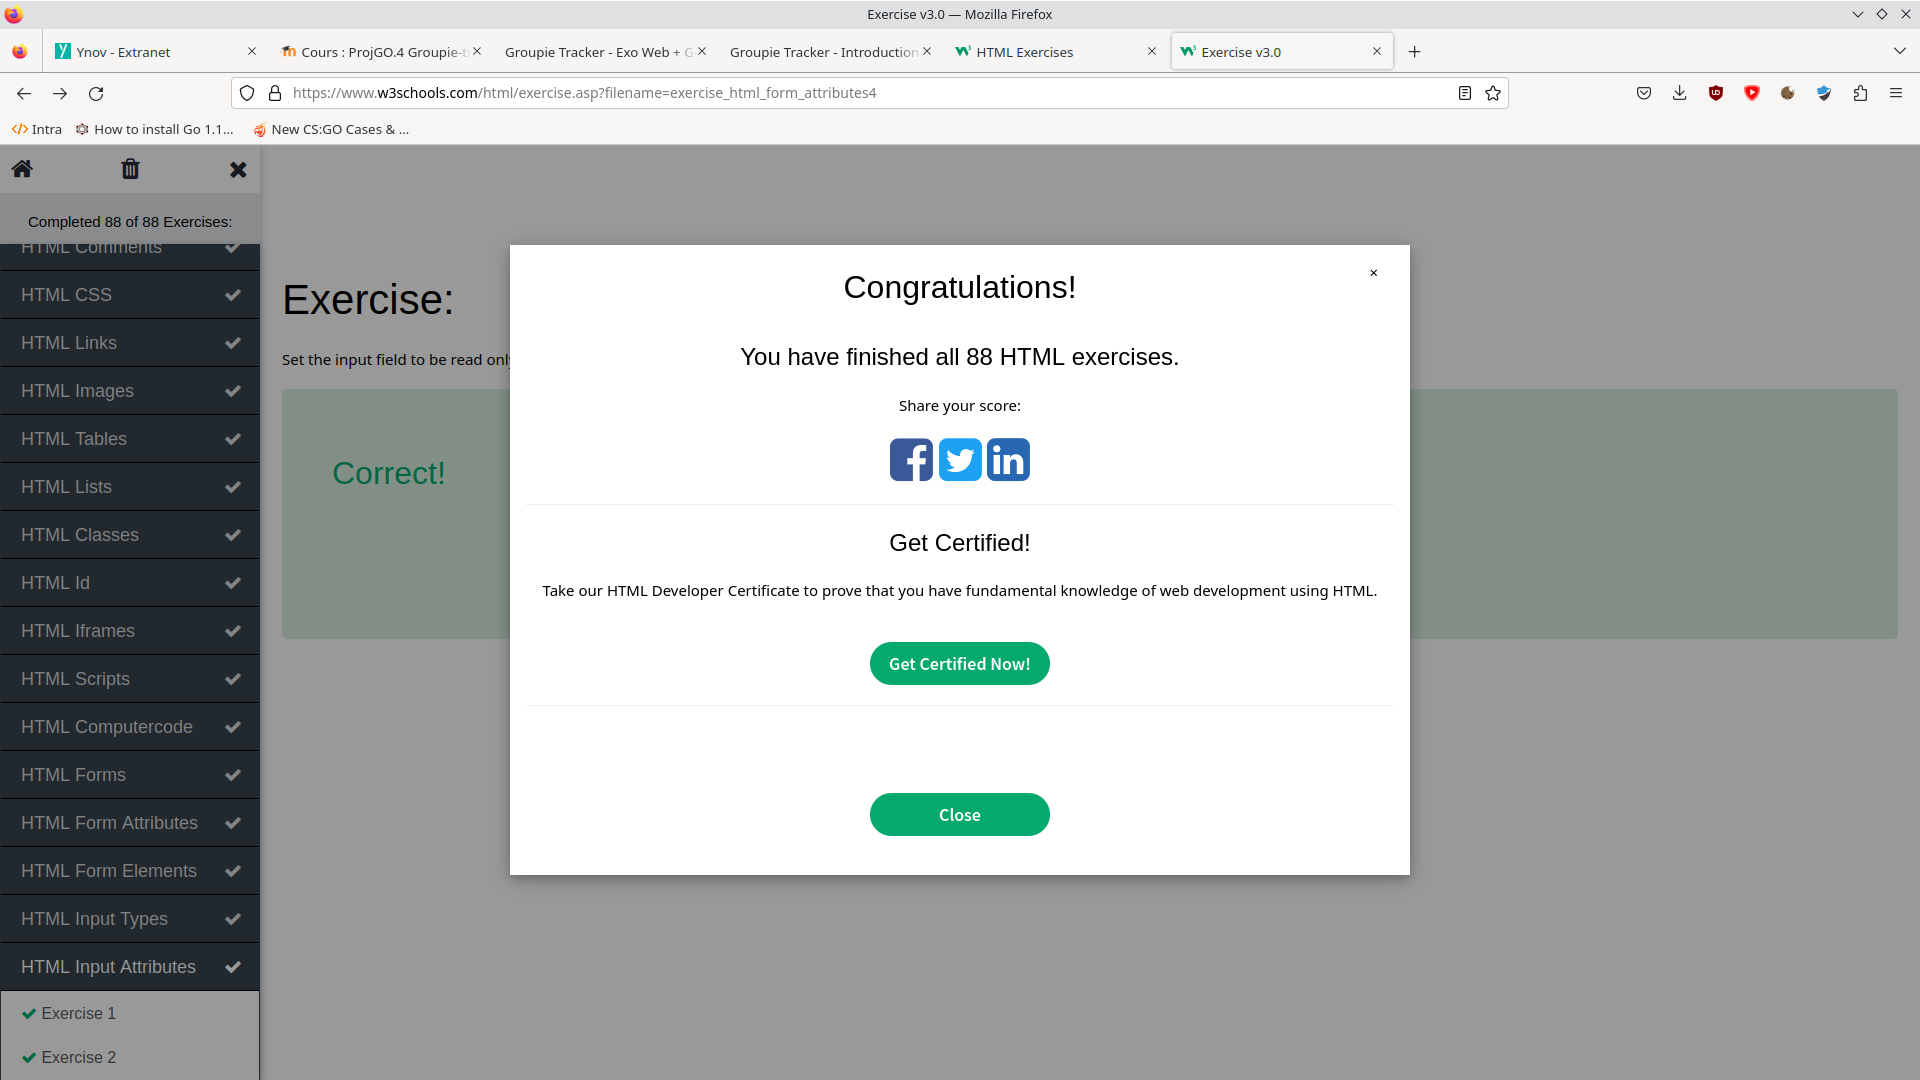 Exercise v3.0 — Mozilla Firefox
Ynov - Extranet
Cours : ProjGO.4 Groupie-t
Groupie Tracker - Exo Web + G
Groupie Tracker - Introduction
HTML Exercises
Exercise v3.0
https://www.w3schools.com/html/exercise.asp?filename=exercise_html_form_attributes4
Intra
How to install Go 1.1...
New CS:GO Cases & ...
Completed 88 of 88 Exercises:
HTML Comments
HTML CSS
HTML Links
HTML Images
HTML Tables
HTML Lists
HTML Classes
HTML Id
HTML Iframes
HTML Scripts
HTML Computercode
HTML Forms
HTML Form Attributes
HTML Form Elements
HTML Input Types
HTML Input Attributes
Exercise 1
Exercise 2
Exercise:
Set the input field to be read only
Correct!
×
Congratulations!
You have finished all 88 HTML exercises.
Share your score:
Get Certified!
Take our HTML Developer Certificate to prove that you have fundamental knowledge of web development using HTML.
Get Certified Now!
Close